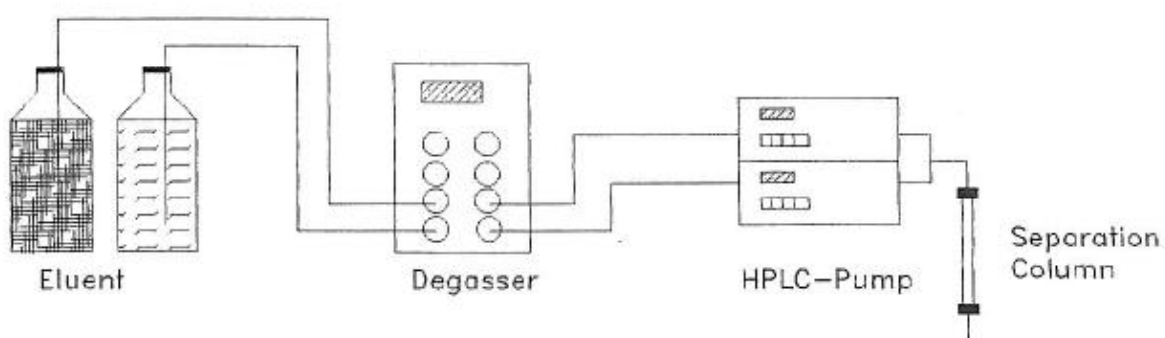 Eluent
Degasser
HPLC-Pump
Separation
Column